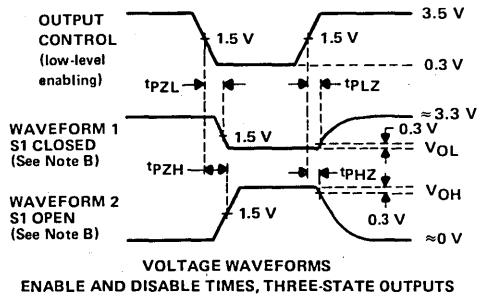 OUTPUT
CONTROL
(low-level
enabling)
3.5 V
1.5 V
1.5 V
0.3 V
tPZL
tPLZ
WAVEFORM 1
S1 CLOSED
(See Note B)
1.5 V
≈3.3 V
0.3 V
VOL
tPZH
tPHZ
WAVEFORM 2
S1 OPEN
(See Note B)
1.5 V
VOH
0.3 V
≈0 V
VOLTAGE WAVEFORMS
ENABLE AND DISABLE TIMES, THREE-STATE OUTPUTS